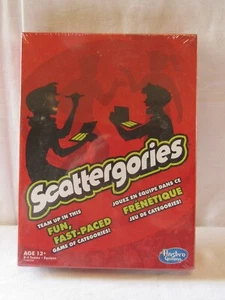 Scattergories
TEAM UP IN THIS
FUN,
FAST-PACED
GAME OF CATEGORIES!
JOUEZ EN ÉQUIPE DANS CE
FRÉNÉTIQUE
JEU DE CATÉGORIES!
AGE 13+
Hasbro